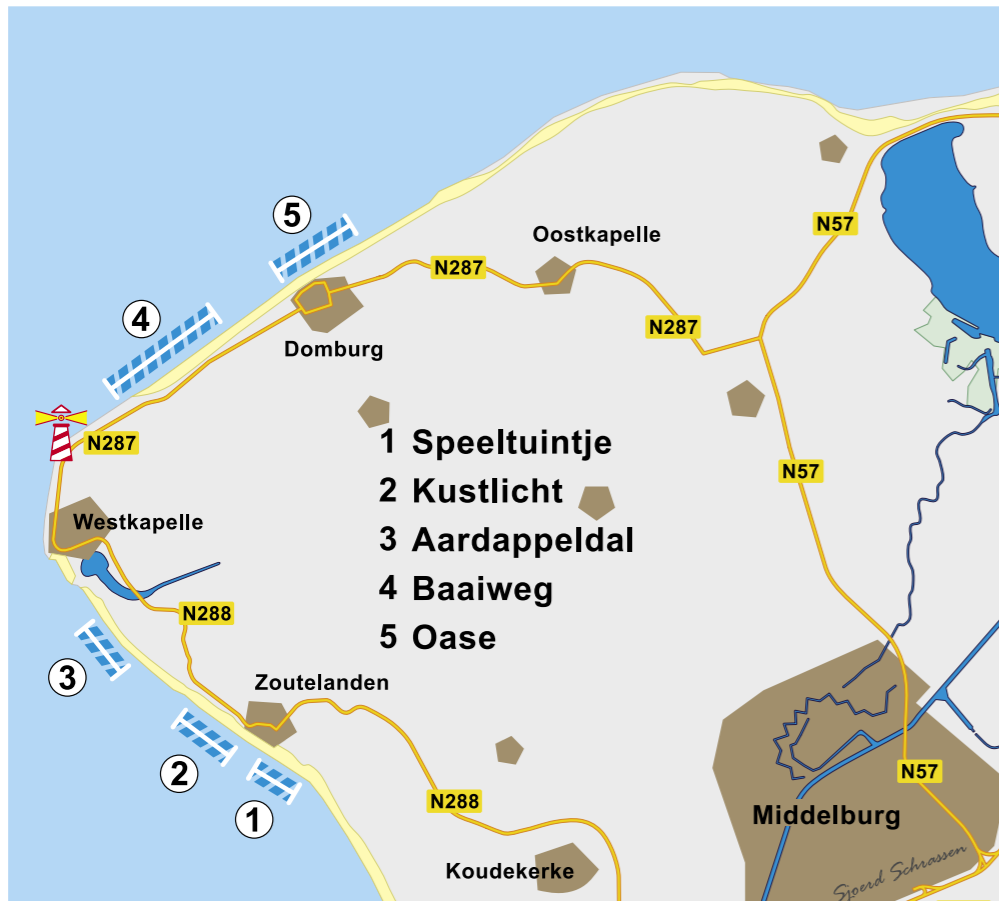 5
Oostkapelle
N57
N287
4
N287
Domburg
N287
1 Speeltuintje
2 Kustlicht
N57
Westkapelle
3 Aardappeldal
4 Baaiweg
N288
5 Oase
3
Zoutelanden
2
N57
1
N288
Middelburg
Koudekerke
Sjoerd Schrassen